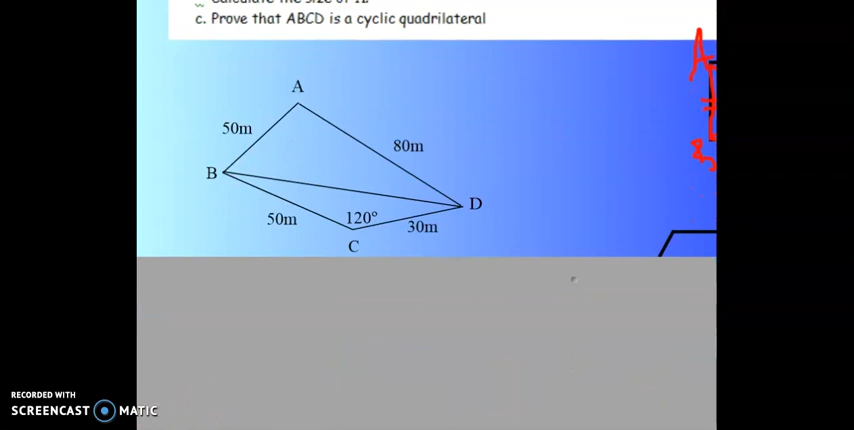 c. Prove that ABCD is a cyclic quadrilateral
A
50m
80m
B
D
50m
120°
30m
C
A
B
RECORDED WITH
SCREENCAST MATIC